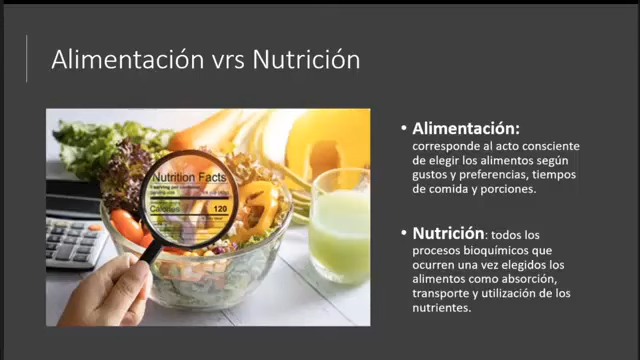 Alimentación vrs Nutrición
Nutrition Facts
Calories 120
• Alimentación:
corresponde al acto consciente
de elegir los alimentos según
gustos y preferencias, tiempos
de comida y porciones.
• Nutrición: todos los
procesos bioquímicos que
ocurren una vez elegidos los
alimentos como absorción,
transporte y utilización de los
nutrientes.